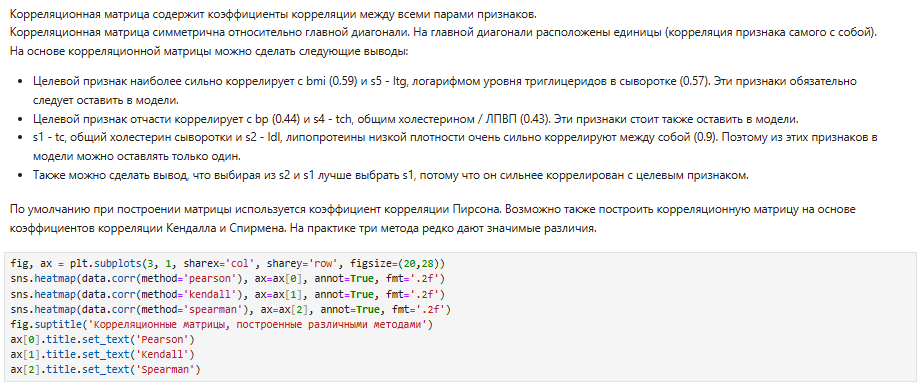 Корреляционная матрица содержит коэффициенты корреляции между всеми парами признаков.
Корреляционная матрица симметрична относительно главной диагонали. На главной диагонали расположены единицы (корреляция признака самого с собой).
На основе корреляционной матрицы можно сделать следующие выводы:
• Целевой признак наиболее сильно коррелирует с bmi (0.59) и s5 - ltg, логарифмом уровня триглицеридов в сыворотке (0.57). Эти признаки обязательно
следует оставить в модели.
• Целевой признак отчасти коррелирует с bp (0.44) и s4 - tch, общим холестерином / ЛПВП (0.43). Эти признаки стоит также оставить в модели.
• s1 - tc, общий холестерин сыворотки и s2 - ldl, липопротеины низкой плотности очень сильно коррелируют между собой (0.9). Поэтому из этих признаков в
модели можно оставлять только один.
• Также можно сделать вывод, что выбирая из s2 и s1 лучше выбрать s1, потому что он сильнее коррелирован с целевым признаком.
По умолчанию при построении матрицы используется коэффициент корреляции Пирсона. Возможно также построить корреляционную матрицу на основе
коэффициентов корреляции Кендалла и Спирмена. На практике три метода редко дают значимые различия.
fig, ax = plt.subplots(3, 1, sharex='col', sharey='row', figsize=(20,28))
sns.heatmap(data.corr(method='pearson'), ax=ax[0], annot=True, fmt='.2f')
sns.heatmap(data.corr(method='kendall'), ax=ax[1], annot=True, fmt='.2f')
sns.heatmap(data.corr(method='spearman'), ax=ax[2], annot=True, fmt='.2f')
fig.suptitle('Корреляционные матрицы, построенные различными методами')
ax[0].title.set_text('Pearson')
ax[1].title.set_text('Kendall')
ax[2].title.set_text('Spearman')